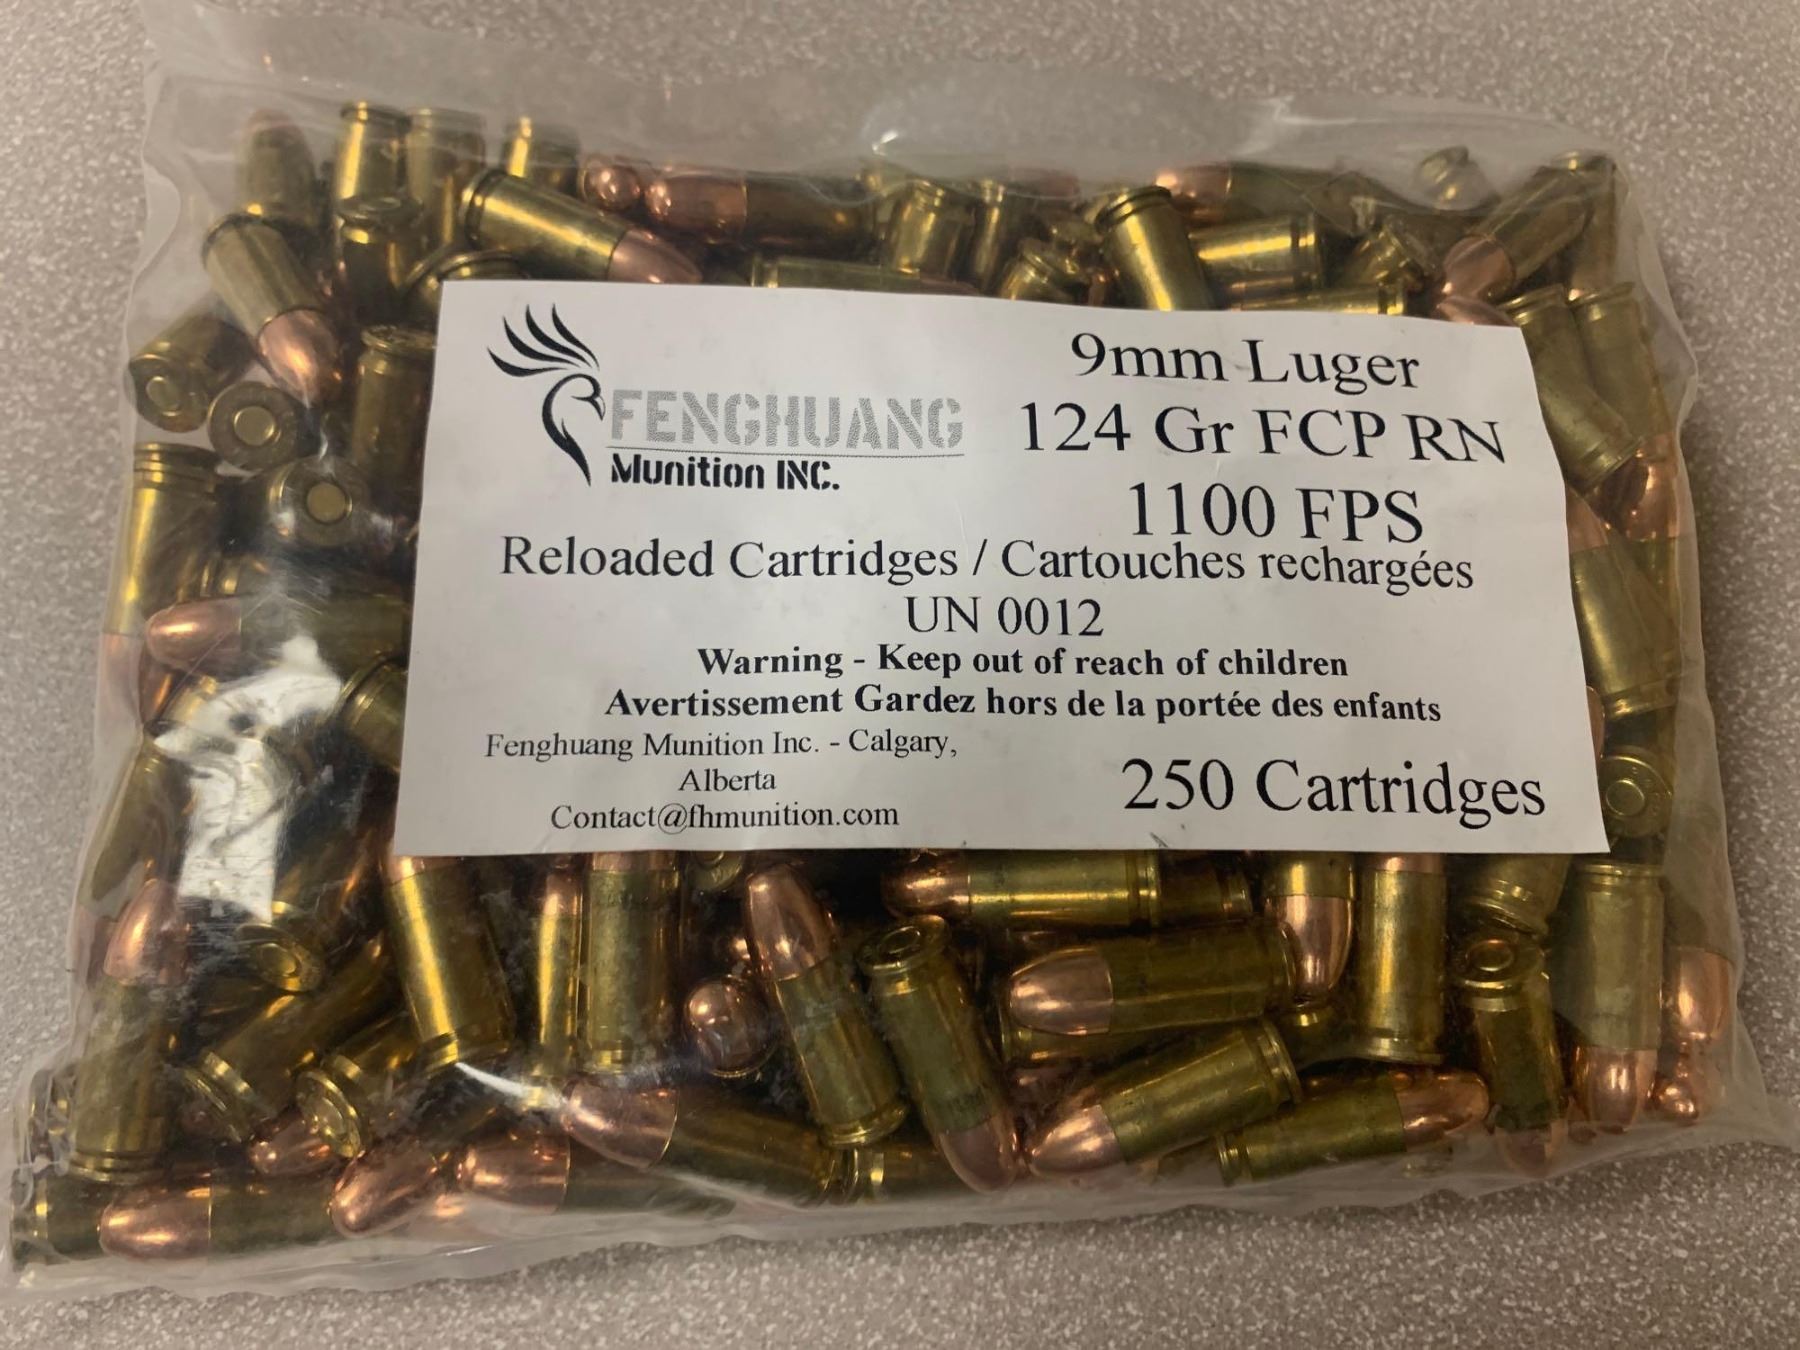 FENGHUANG
Munition INC.
9mm Luger
124 Gr FCP RN
1100 FPS
Reloaded Cartridges / Cartouches rechargées
UN 0012
Warning - Keep out of reach of children
Avertissement Gardez hors de la portée des enfants
Fenghuang Munition Inc. - Calgary,
Alberta
Contact@fhmunition.com
250 Cartridges